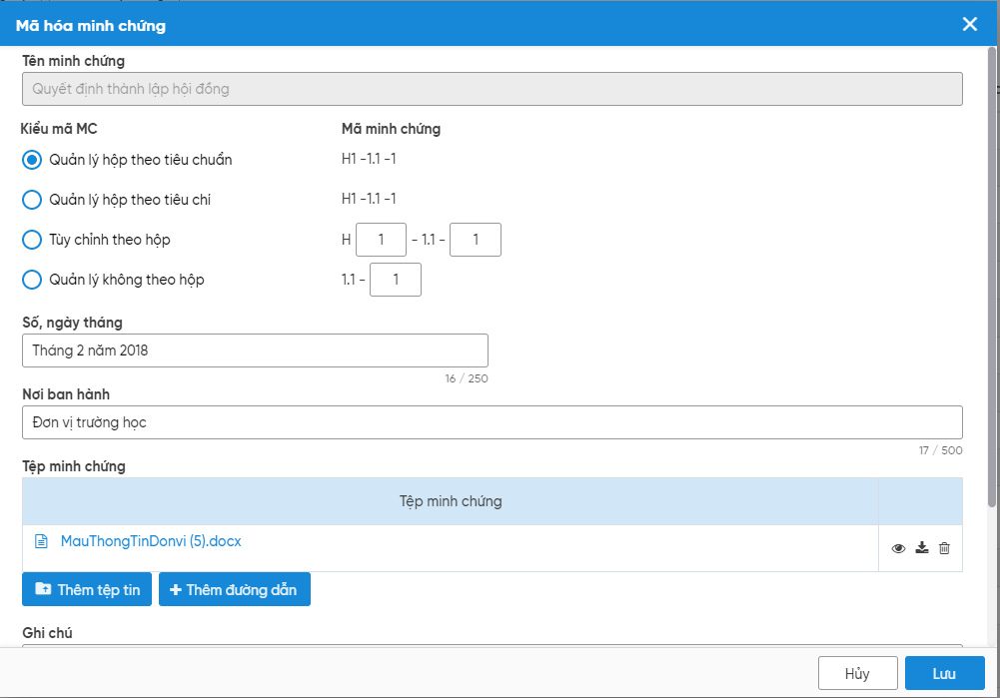 Mã hóa minh chứng
Tên minh chứng
Quyết định thành lập hội đồng
Kiểu mã MC Mã minh chứng
Quản lý hộp theo tiêu chuẩn H1 -1.1 -1
Quản lý hộp theo tiêu chí H1 -1.1 -1
Tùy chỉnh theo hộp H 1 - 1.1 - 1
Quản lý không theo hộp 1.1 - 1
Số, ngày tháng
Tháng 2 năm 2018
16 / 250
Nơi ban hành
Đơn vị trường học
17 / 500
Tệp minh chứng
Tệp minh chứng
MauThongTinDonvi (5).docx
Thêm tệp tin Thêm đường dẫn
Ghi chú
Hủy Lưu